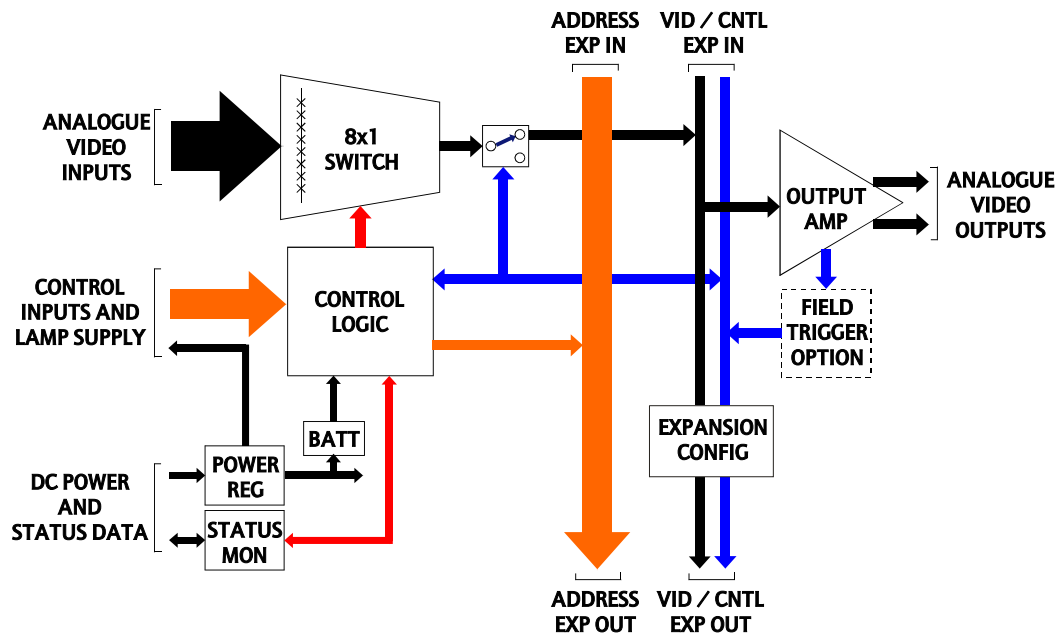 ADDRESS
EXP IN
VID / CNTL
EXP IN
ANALOGUE
VIDEO
INPUTS
8x1
SWITCH
OUTPUT
AMP
ANALOGUE
VIDEO
OUTPUTS
CONTROL
INPUTS AND
LAMP SUPPLY
CONTROL
LOGIC
FIELD
TRIGGER
OPTION
BATT
EXPANSION
CONFIG
DC POWER
AND
STATUS DATA
POWER
REG
STATUS
MON
ADDRESS
EXP OUT
VID / CNTL
EXP OUT